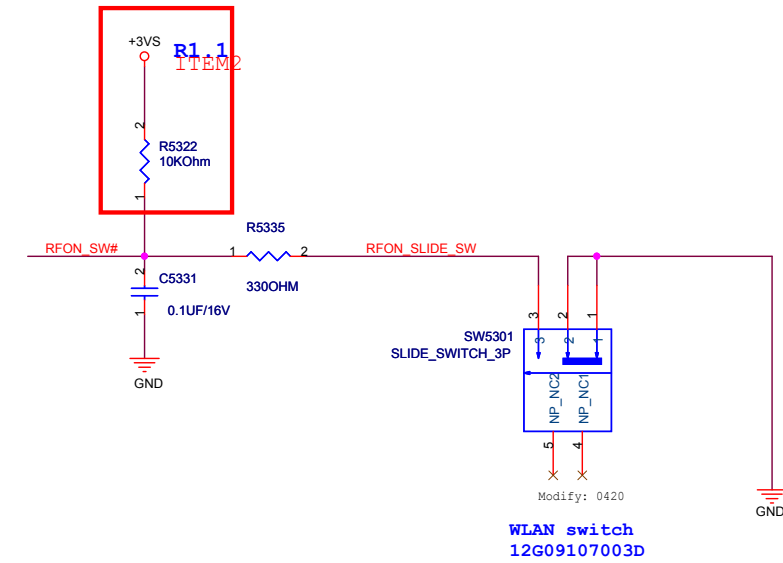 +3VS
R1.1
ITEM2
2
R5322
10KOhm
1
R5335
RFON_SW#
1
2
RFON_SLIDE_SW
2
C5331
330OHM
1
0.1UF/16V
GND
3
2
1
SW5301
SLIDE_SWITCH_3P
3
2
1
NP_NC2
NP_NC1
5
4
Modify: 0420
GND
WLAN switch
12G09107003D